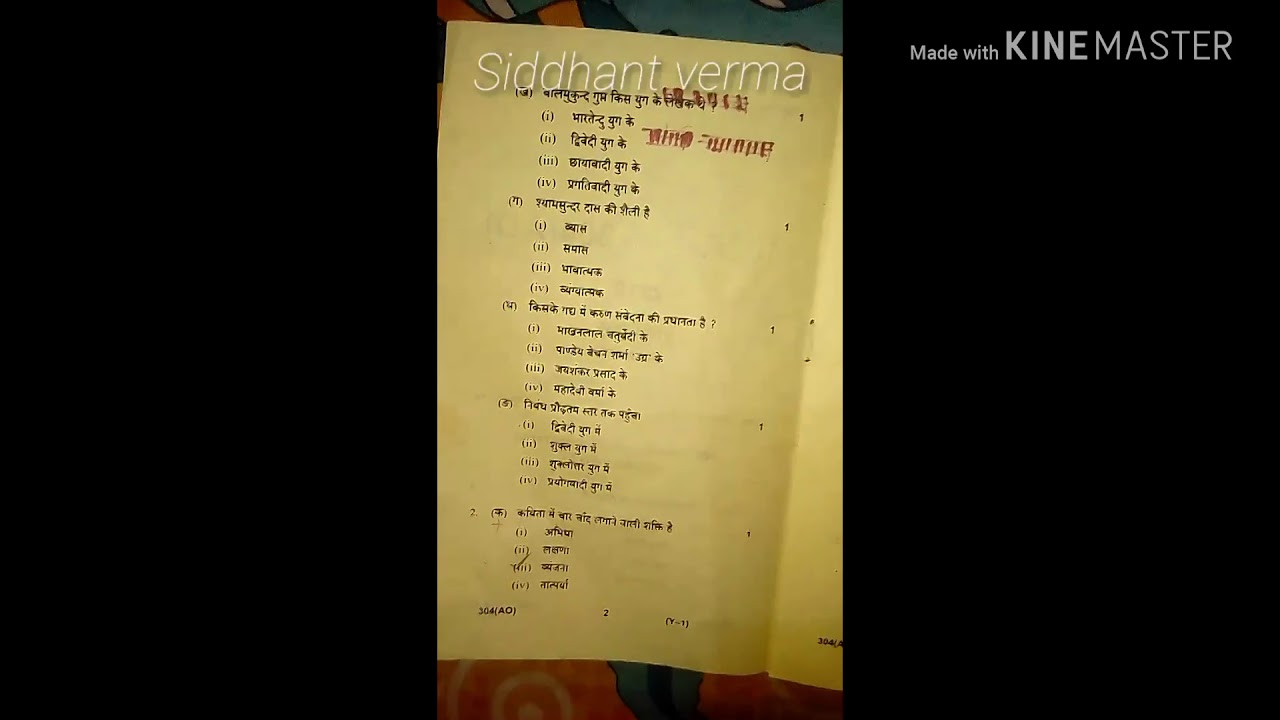 Made with KINEMASTER
Siddhant verma
(ख) बालमुकुन्द गुप्त किस युग के लेखक थे ? 1
(i) भारतेन्दु युग के
(ii) द्विवेदी युग के
(iii) छायावादी युग के
(iv) प्रगतिवादी युग के
(ग) श्यामसुन्दर दास की शैली है 1
(i) व्यास
(ii) समास
(iii) भावात्मक
(iv) व्यंग्यात्मक
(घ) किसके गद्य में करुण संवेदना की प्रधानता है ? 1
(i) माखनलाल चतुर्वेदी के
(ii) पाण्डेय बेचन शर्मा 'उग्र' के
(iii) जयशंकर प्रसाद के
(iv) महादेवी वर्मा के
(ङ) निबंध प्रौढ़तम स्तर तक पहुँचा 1
(i) द्विवेदी युग में
(ii) शुक्ल युग में
(iii) शुक्लोत्तर युग में
(iv) प्रयोगवादी युग में
2. (क) कविता में चार चाँद लगाने वाली शक्ति है 1
(i) अभिधा
(ii) लक्षणा
(iii) व्यंजना
(iv) तात्पर्या
304(AO) 2 (Y-1)